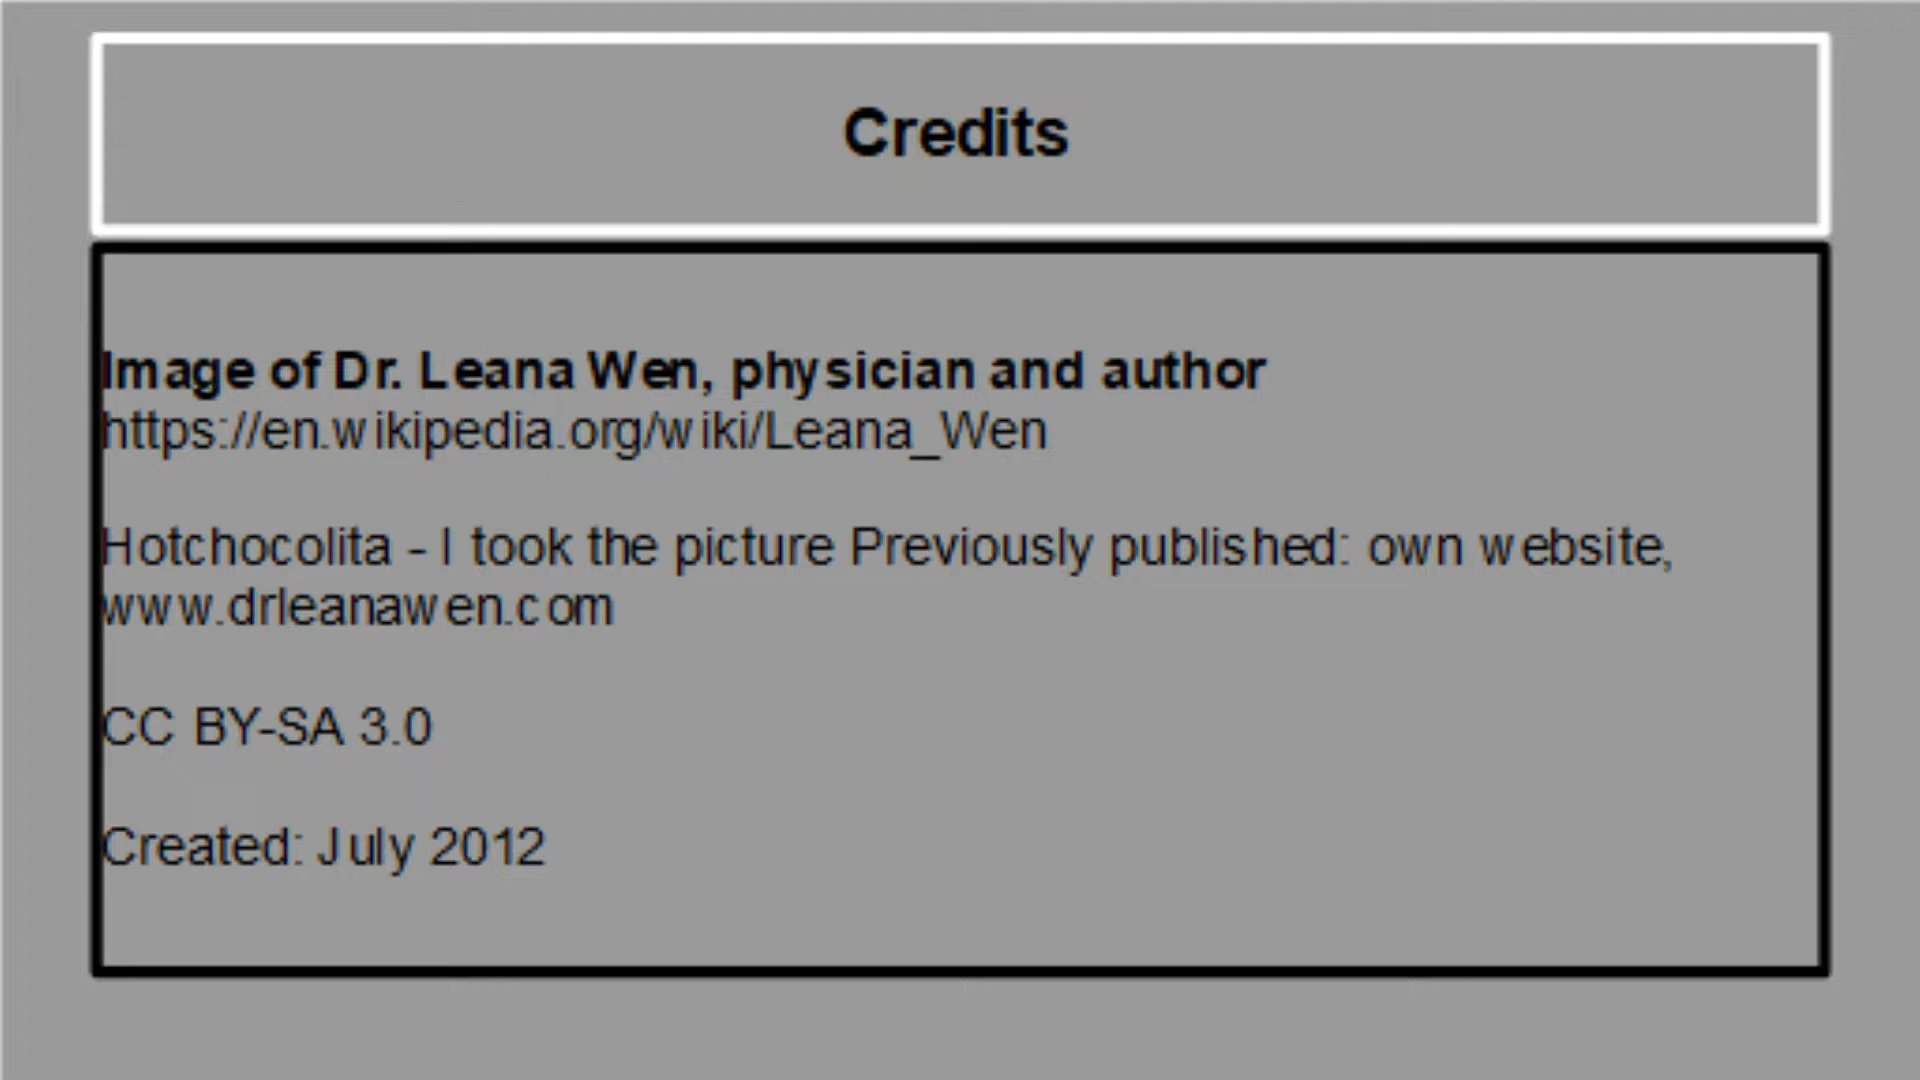 Credits
Image of Dr. Leana Wen, physician and author
https://en.wikipedia.org/wiki/Leana_Wen
Hotchocolita - I took the picture Previously published: own website,
www.drleanawen.com
CC BY-SA 3.0
Created: July 2012